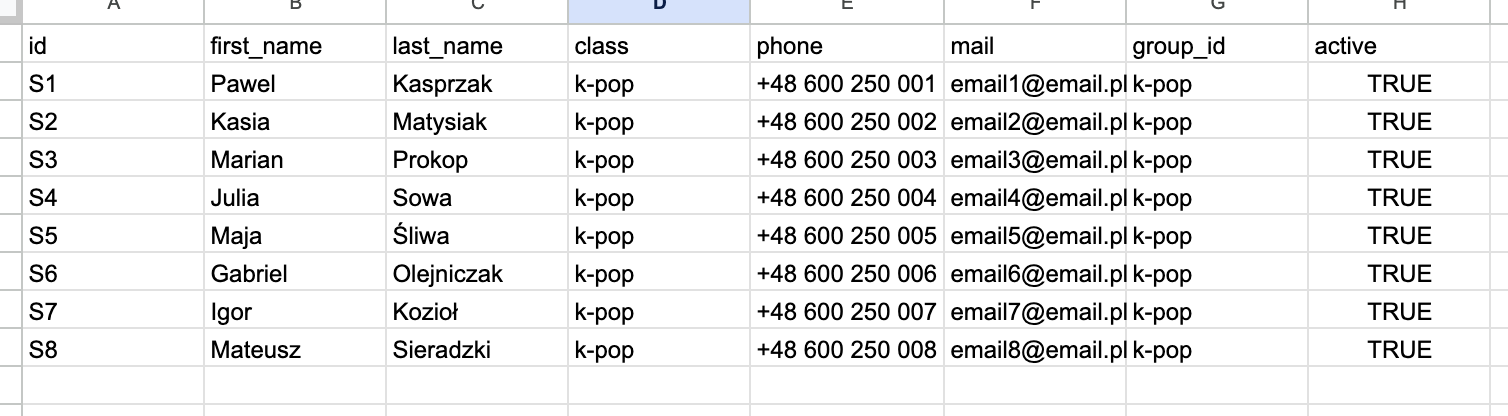 A B C D E F G H
id first_name last_name class phone mail group_id active
S1 Pawel Kasprzak k-pop +48 600 250 001 email1@email.pl k-pop TRUE
S2 Kasia Matysiak k-pop +48 600 250 002 email2@email.pl k-pop TRUE
S3 Marian Prokop k-pop +48 600 250 003 email3@email.pl k-pop TRUE
S4 Julia Sowa k-pop +48 600 250 004 email4@email.pl k-pop TRUE
S5 Maja Śliwa k-pop +48 600 250 005 email5@email.pl k-pop TRUE
S6 Gabriel Olejniczak k-pop +48 600 250 006 email6@email.pl k-pop TRUE
S7 Igor Kozioł k-pop +48 600 250 007 email7@email.pl k-pop TRUE
S8 Mateusz Sieradzki k-pop +48 600 250 008 email8@email.pl k-pop TRUE